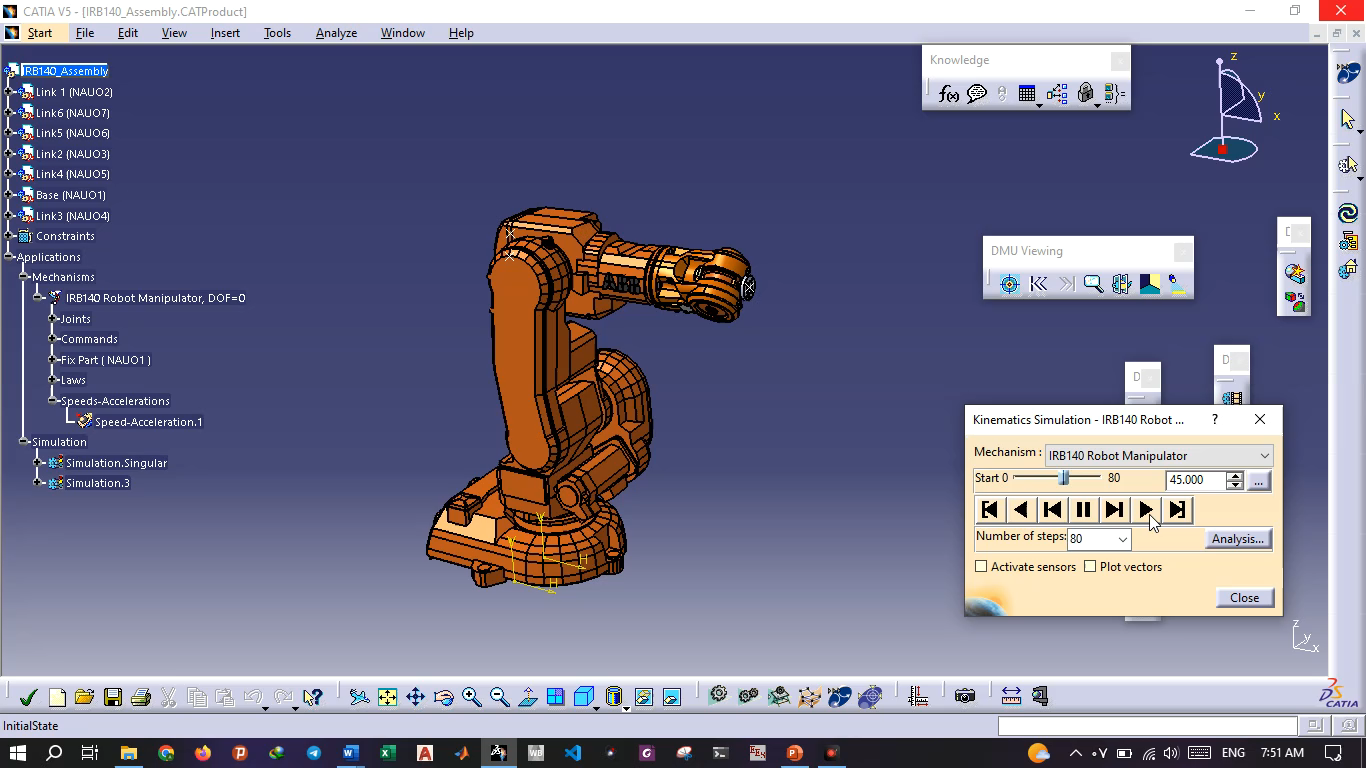 CATIA V5 - [IRB140_Assembly.CATProduct]
Start File Edit View Insert Tools Analyze Window Help
IRB140_Assembly
Link 1 (NAUO2)
Link6 (NAUO7)
Link5 (NAUO6)
Link2 (NAUO3)
Link4 (NAUO5)
Base (NAUO1)
Link3 (NAUO4)
Constraints
Applications
Mechanisms
IRB140 Robot Manipulator, DOF=0
Joints
Commands
Fix Part ( NAUO1 )
Laws
Speeds-Accelerations
Speed-Acceleration.1
Simulation
Simulation.Singular
Simulation.3
ABB
V
H
V
H
Knowledge
f(x)
z
y
x
DMU Viewing
D
D
D
Kinematics Simulation - IRB140 Robot ... ?
Mechanism : IRB140 Robot Manipulator
Start 0 80 45.000 ...
Number of steps: 80 Analysis...
Activate sensors Plot vectors
Close
z
y
x
CATIA
InitialState
ENG 7:51 AM